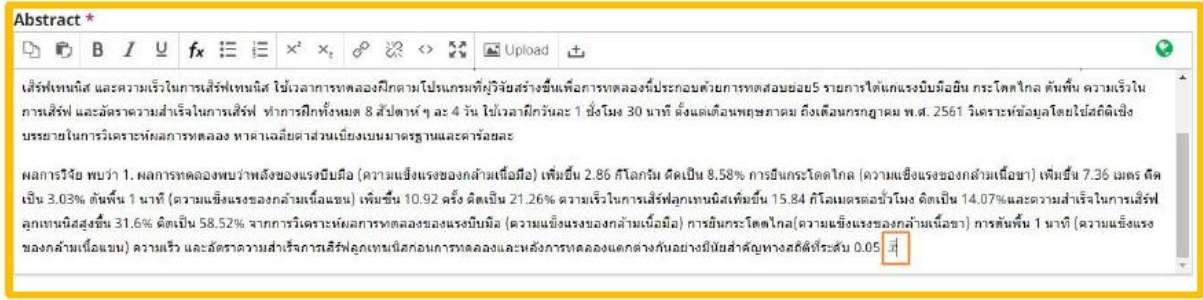 Abstract *
B I U fx x² x₂ Upload
เสิร์ฟเทนนิส และความเร็วในการเสิร์ฟเทนนิส ใช้เวลาการทดลองฝึกตามโปรแกรมที่ผู้วิจัยสร้างขึ้นเพื่อการทดลองนี้ประกอบด้วยการทดสอบย่อย5 รายการได้แก่แรงบีบมือยืน กระโดดไกล ดันพื้น ความเร็วใน
การเสิร์ฟ และอัตราความสำเร็จในการเสิร์ฟ ทำการฝึกทั้งหมด 8 สัปดาห์ ๆ ละ 4 วัน ใช้เวลาฝึกวันละ 1 ชั่งโมง 30 นาที ตั้งแต่เดือนพฤษภาคม ถึงเดือนกรกฎาคม พ.ศ. 2561 วิเคราะห์ข้อมูลโดยใช้สถิติเชิง
บรรยายในการวิเคราะห์ผลการทดลอง หาค่าเฉลี่ยค่าส่วนเบี่ยงเบนมาตรฐานและค่าร้อยละ
ผลการวิจัย พบว่า 1. ผลการทดลองพบว่าพลังของแรงบีบมือ (ความแข็งแรงของกล้ามเนื้อมือ) เพิ่มขึ้น 2.86 กิโลกรัม คิดเป็น 8.58% การยืนกระโดดไกล (ความแข็งแรงของกล้ามเนื้อขา) เพิ่มขึ้น 7.36 เมตร คิด
เป็น 3.03% ดันพื้น 1 นาที (ความแข็งแรงของกล้ามเนื้อแขน) เพิ่มขึ้น 10.92 ครั้ง คิดเป็น 21.26% ความเร็วในการเสิร์ฟลูกเทนนิสเพิ่มขึ้น 15.84 กิโลเมตรต่อชั่วโมง คิดเป็น 14.07%และความสำเร็จในการเสิร์ฟ
ลูกเทนนิสสูงขึ้น 31.6% คิดเป็น 58.52% จากการวิเคราะห์ผลการทดลองของแรงบีบมือ (ความแข็งแรงของกล้ามเนื้อมือ) การยืนกระโดดไกล(ความแข็งแรงของกล้ามเนื้อขา) การดันพื้น 1 นาที (ความแข็งแรง
ของกล้ามเนื้อแขน) ความเร็ว และอัตราความสำเร็จการเสิร์ฟลูกเทนนิสก่อนการทดลองและหลังการทดลองแตกต่างกันอย่างมีนัยสำคัญทางสถิติที่ระดับ 0.05